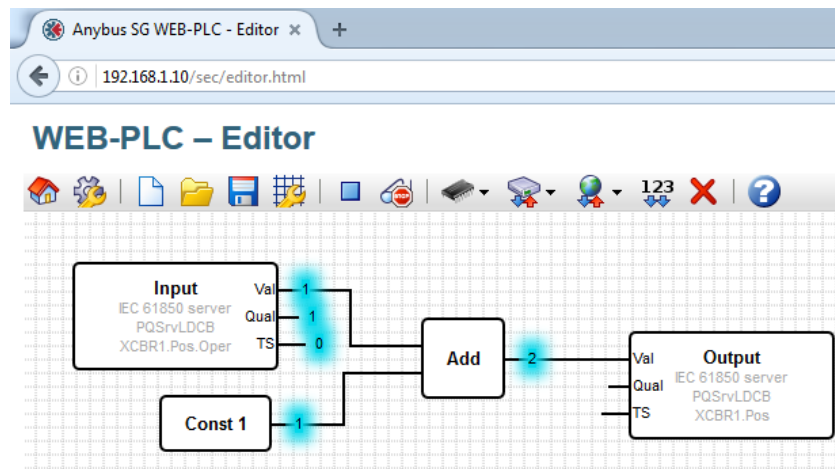 Anybus SG WEB-PLC - Editor
192.168.1.10/sec/editor.html
WEB-PLC – Editor
STOP
123
Input
IEC 61850 server
PQSrvLDCB
XCBR1.Pos.Oper
Val
Qual
TS
1
1
0
Const 1
1
Add
2
Val
Qual
TS
Output
IEC 61850 server
PQSrvLDCB
XCBR1.Pos